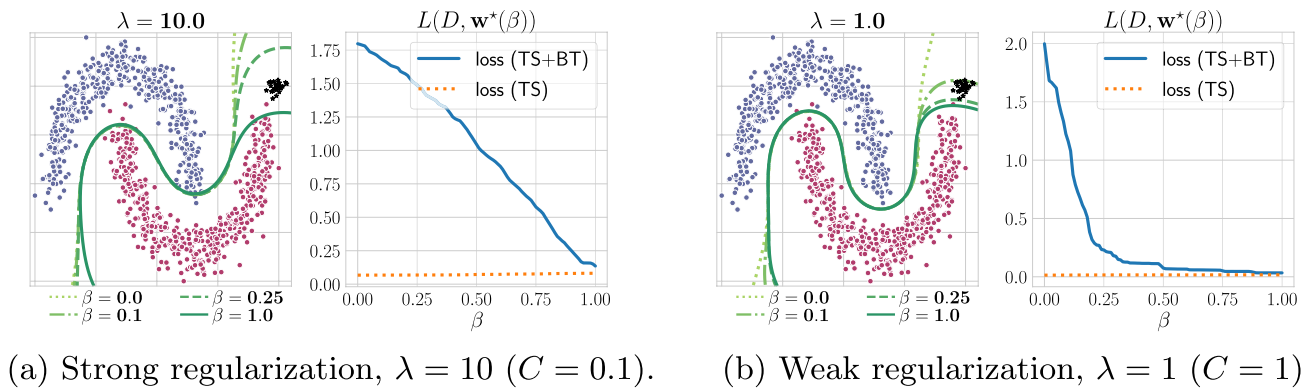 λ = 10.0
L(D, w⋆(β))
1.75
1.50
1.25
1.00
0.75
0.50
0.25
0.00
loss (TS+BT)
loss (TS)
0.00 0.25 0.50 0.75 1.00
β
β = 0.0 β = 0.25
β = 0.1 β = 1.0
(a) Strong regularization, λ = 10 (C = 0.1).
λ = 1.0
L(D, w⋆(β))
2.0
1.5
1.0
0.5
0.0
loss (TS+BT)
loss (TS)
0.00 0.25 0.50 0.75 1.00
β
β = 0.0 β = 0.25
β = 0.1 β = 1.0
(b) Weak regularization, λ = 1 (C = 1)